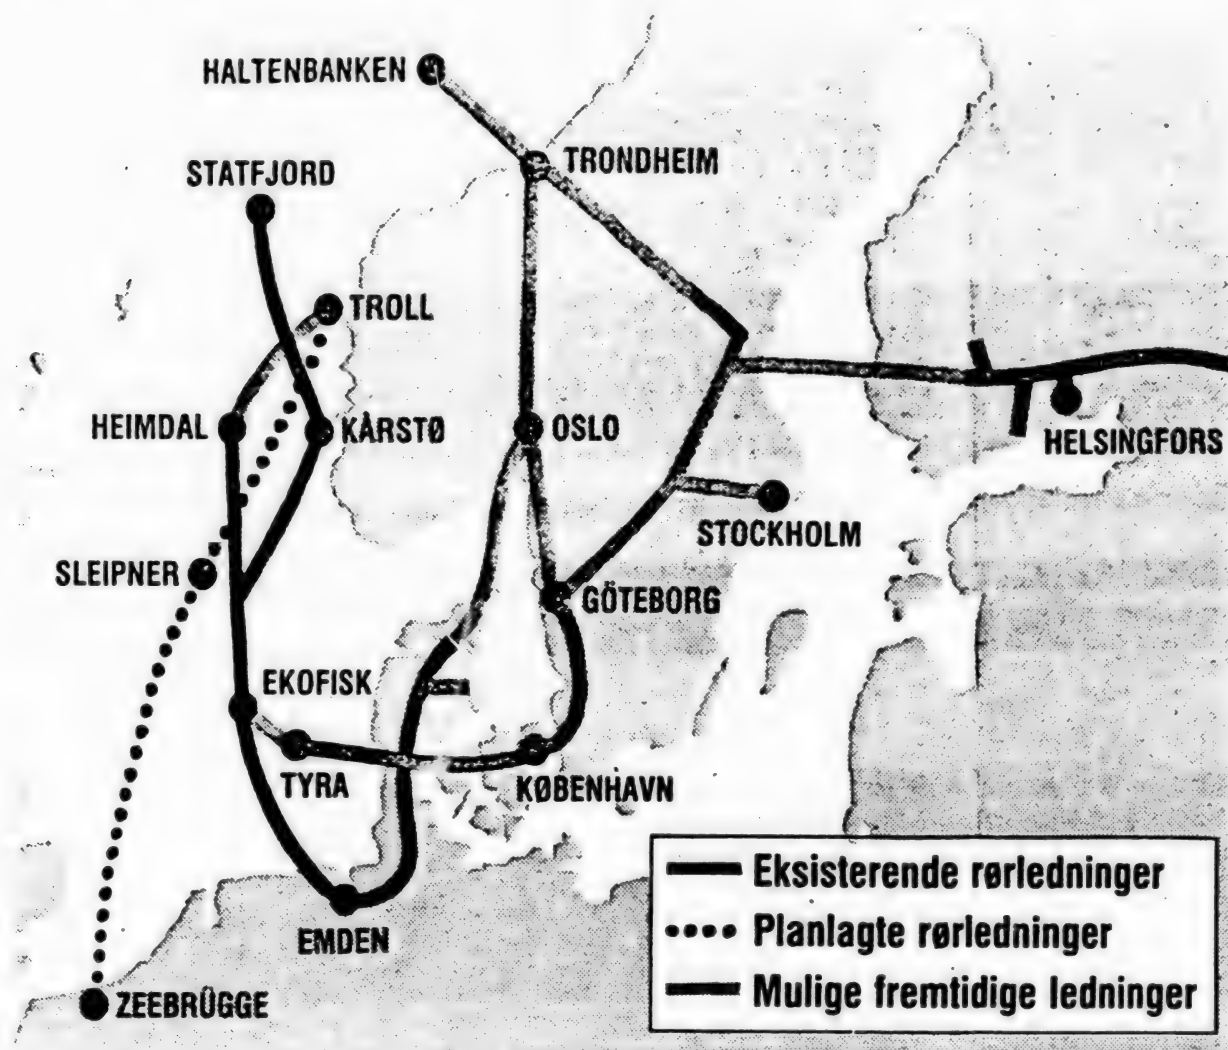 HALTENBANKEN
TRONDHEIM
STATFJORD
TROLL
HEIMDAL
KÅRSTØ
OSLO
HELSINGFORS
STOCKHOLM
SLEIPNER
GÖTEBORG
EKOFISK
TYRA
KØBENHAVN
EMDEN
ZEEBRÜGGE
Eksisterende rørledninger
Planlagte rørledninger
Mulige fremtidige ledninger